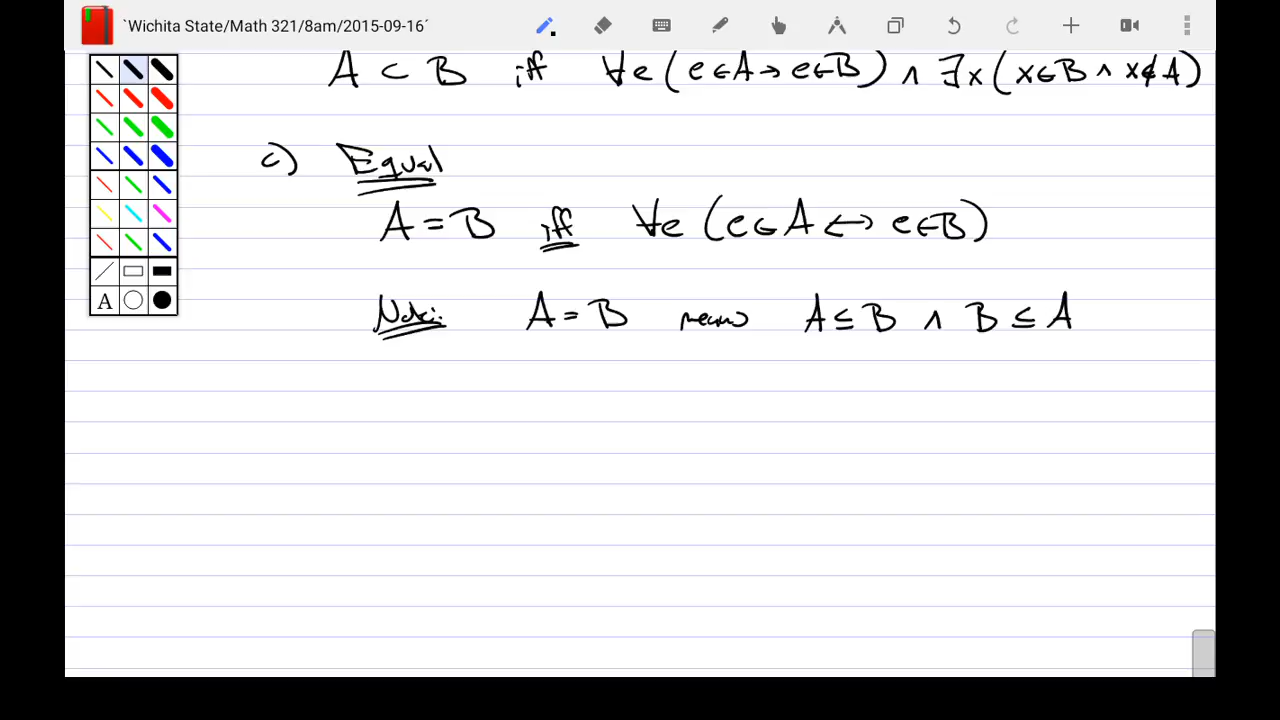 `Wichita State/Math 321/8am/2015-09-16´
A ⊂ B iff ∀e (e∈A → e∈B) ∧ ∃x (x∈B ∧ x∉A)
c) Equal
A = B iff ∀e (e∈A ↔ e∈B)
Note: A = B means A ⊆ B ∧ B ⊆ A
A